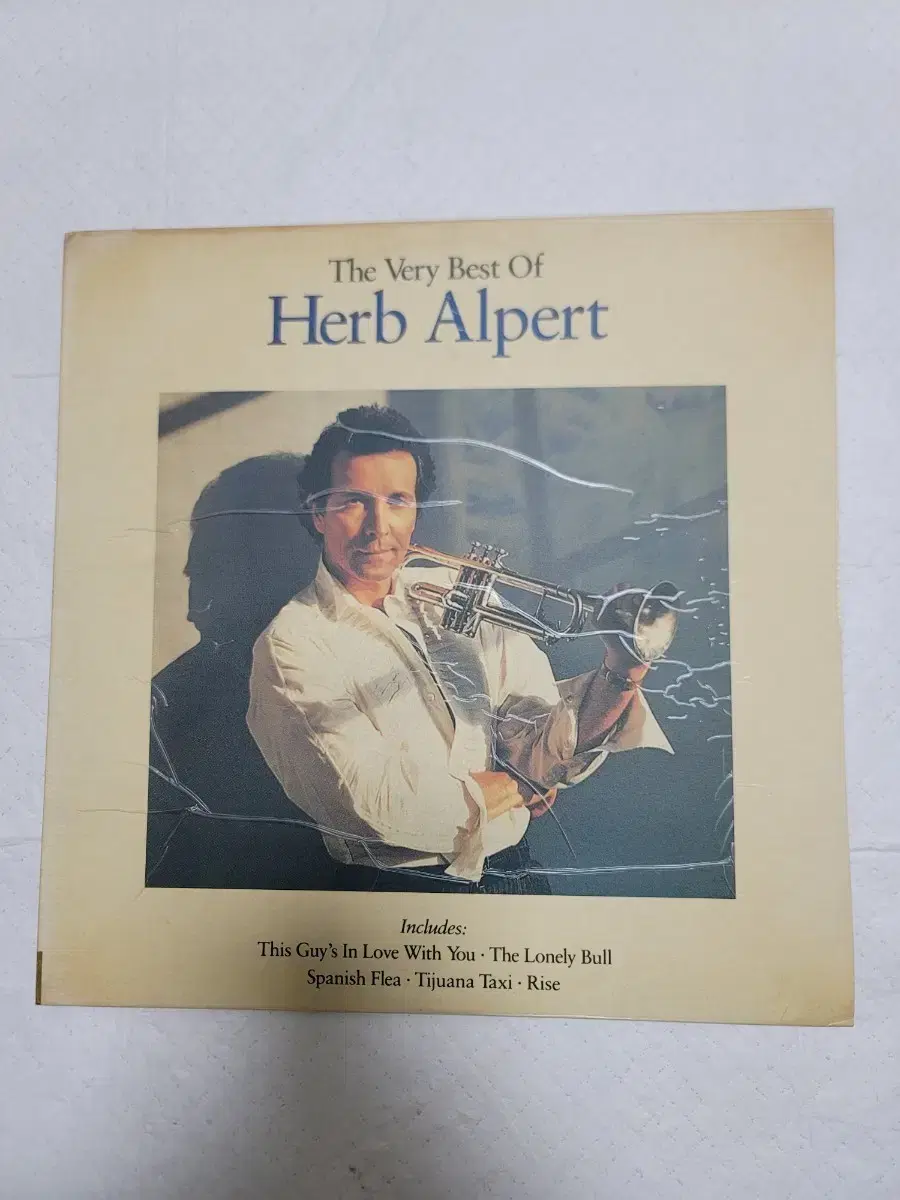 The Very Best Of
Herb Alpert
Includes:
This Guy's In Love With You · The Lonely Bull
Spanish Flea · Tijuana Taxi · Rise